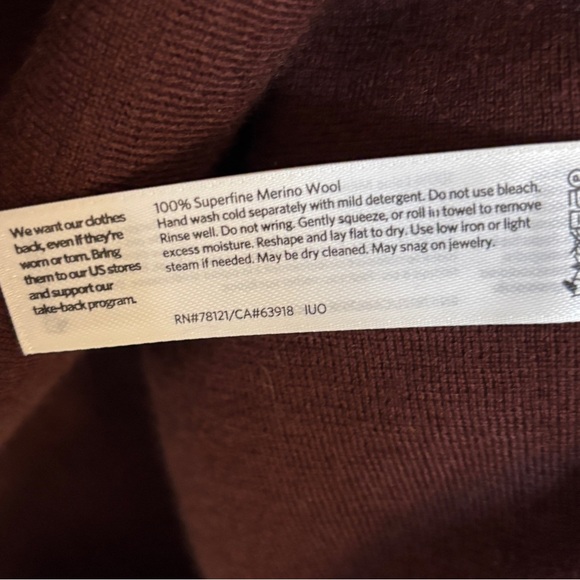 We want our clothes
back, even if they're
worn or torn. Bring
them to our US stores
and support our
take-back program.
100% Superfine Merino Wool
Hand wash cold separately with mild detergent. Do not use bleach.
Rinse well. Do not wring. Gently squeeze, or roll in towel to remove
excess moisture. Reshape and lay flat to dry. Use low iron or light
steam if needed. May be dry cleaned. May snag on jewelry.
RN#78121/CA#63918 IUO